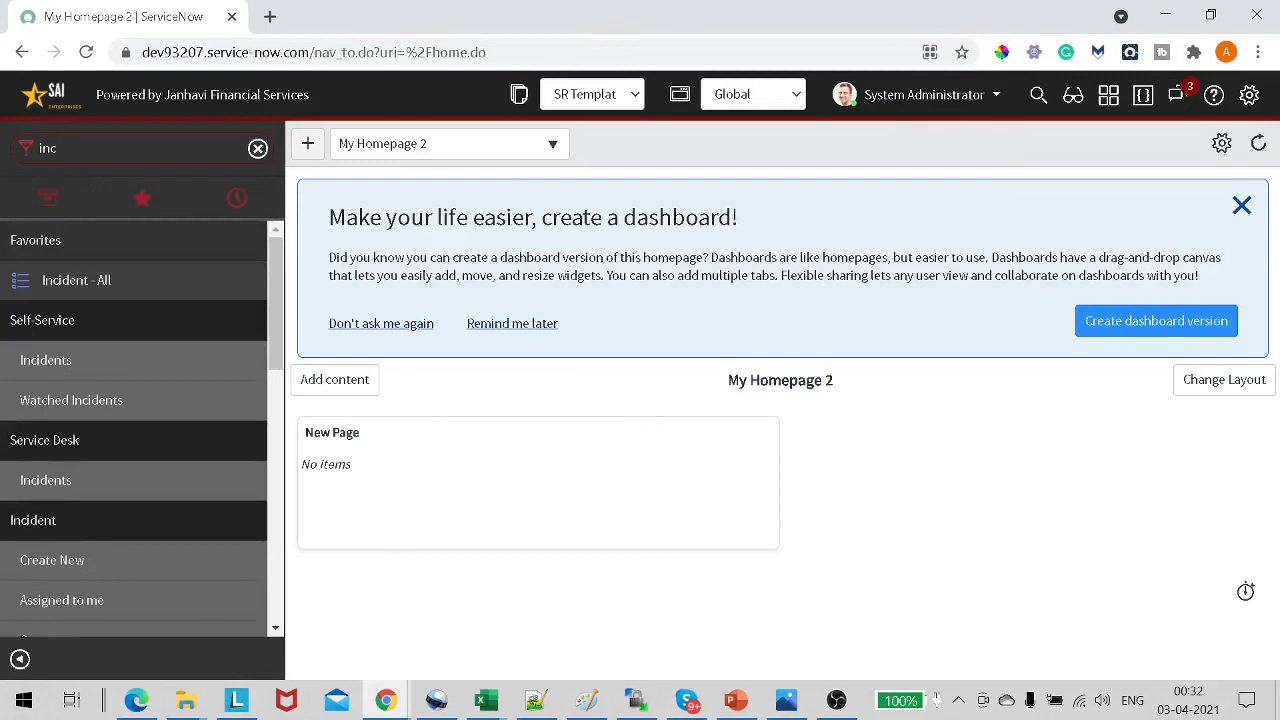 My Homepage 2 | ServiceNow
dev93207.service-now.com/nav_to.do?uri=%2Fhome.do
A
SAI
ENTERPRISES
Powered by Janhavi Financial Services
SR Templat
Global
System Administrator
3
inc
My Homepage 2
Favorites
Incident - All
Self-Service
Incidents
Watched Incidents
Service Desk
Incidents
Incident
Create New
Assigned to me
Make your life easier, create a dashboard!
Did you know you can create a dashboard version of this homepage? Dashboards are like homepages, but easier to use. Dashboards have a drag-and-drop canvas
that lets you easily add, move, and resize widgets. You can also add multiple tabs. Flexible sharing lets any user view and collaborate on dashboards with you!
Don't ask me again
Remind me later
Create dashboard version
Add content
My Homepage 2
Change Layout
New Page
No items
L
9+
100%
ENG
00:32
03-04-2021